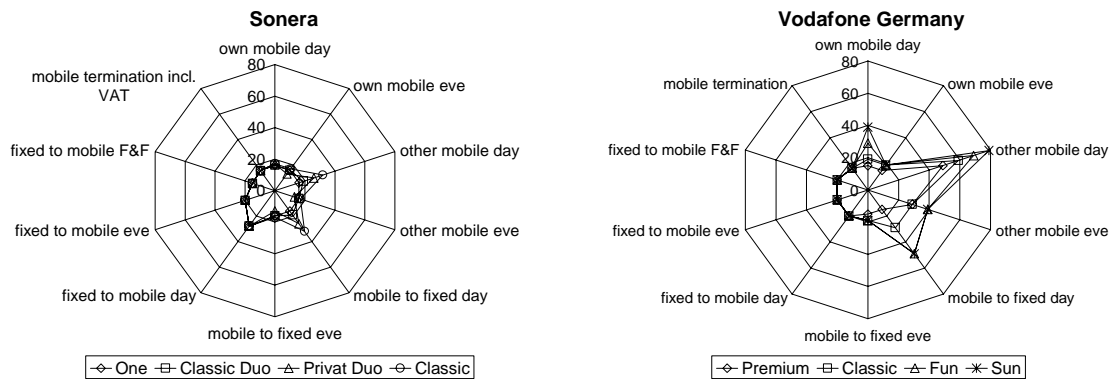 Sonera
own mobile day
own mobile eve
other mobile day
other mobile eve
mobile to fixed day
mobile to fixed eve
fixed to mobile day
fixed to mobile eve
fixed to mobile F&F
mobile termination incl.
VAT
80
60
40
20
0
One
Classic Duo
Privat Duo
Classic
Vodafone Germany
own mobile day
own mobile eve
other mobile day
other mobile eve
mobile to fixed day
mobile to fixed eve
fixed to mobile day
fixed to mobile eve
fixed to mobile F&F
mobile termination
80
60
40
20
0
Premium
Classic
Fun
Sun